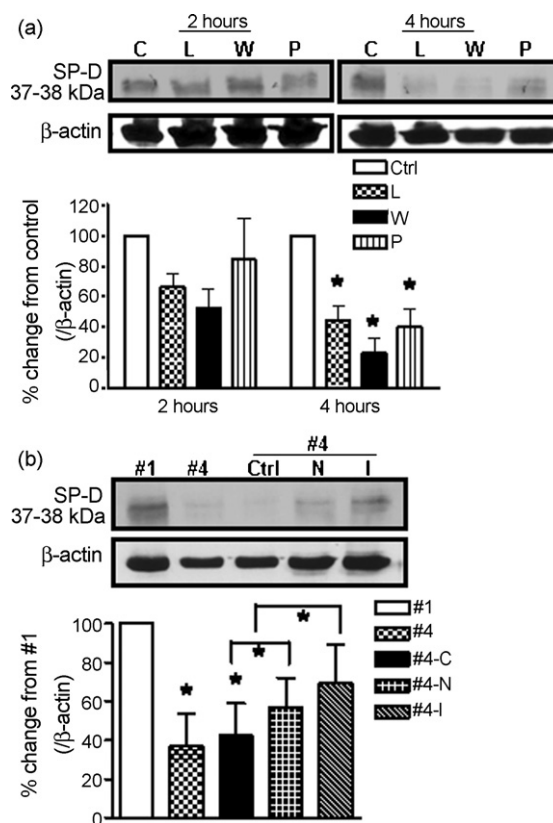 (a)
2 hours 4 hours
C L W P C L W P
SP-D
37-38 kDa
β-actin
Ctrl
L
W
P
% change from control
(/β-actin)
120
100
80
60
40
20
0
* * *
2 hours 4 hours
(b)
#4
#1 #4 Ctrl N I
SP-D
37-38 kDa
β-actin
#1
#4
#4-C
#4-N
#4-I
% change from #1
(/β-actin)
100
80
60
40
20
0
* * * *